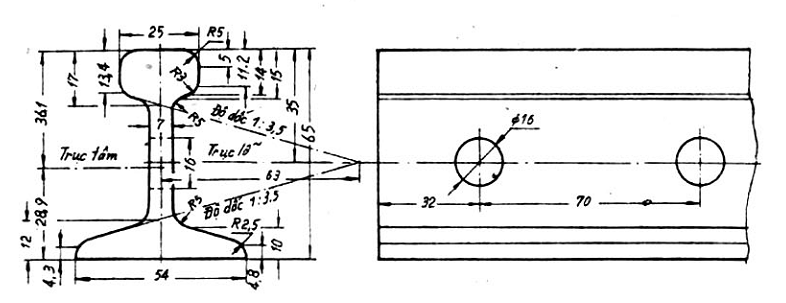 25
R5
5
11.2
14
15
13,4
17
R3
35
65
36,1
7
R5
Độ dốc 1:3,5
Trục tâm
Trục lỗ
16
63
28,9
R5
Độ dốc 1:3,5
R2,5
12
4,3
54
4,8
10
ϕ16
32
70